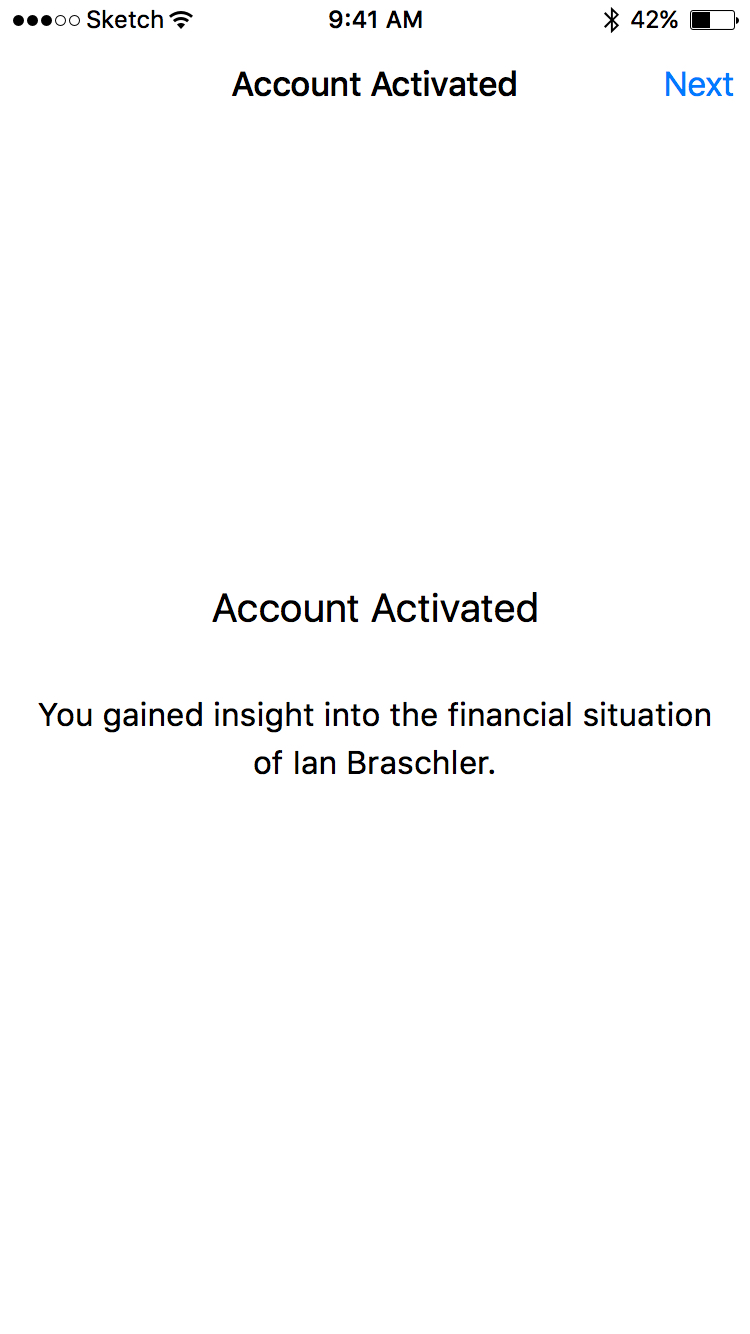 Sketch 9:41 AM 42%
Account Activated Next
Account Activated
You gained insight into the financial situation
of Ian Braschler.